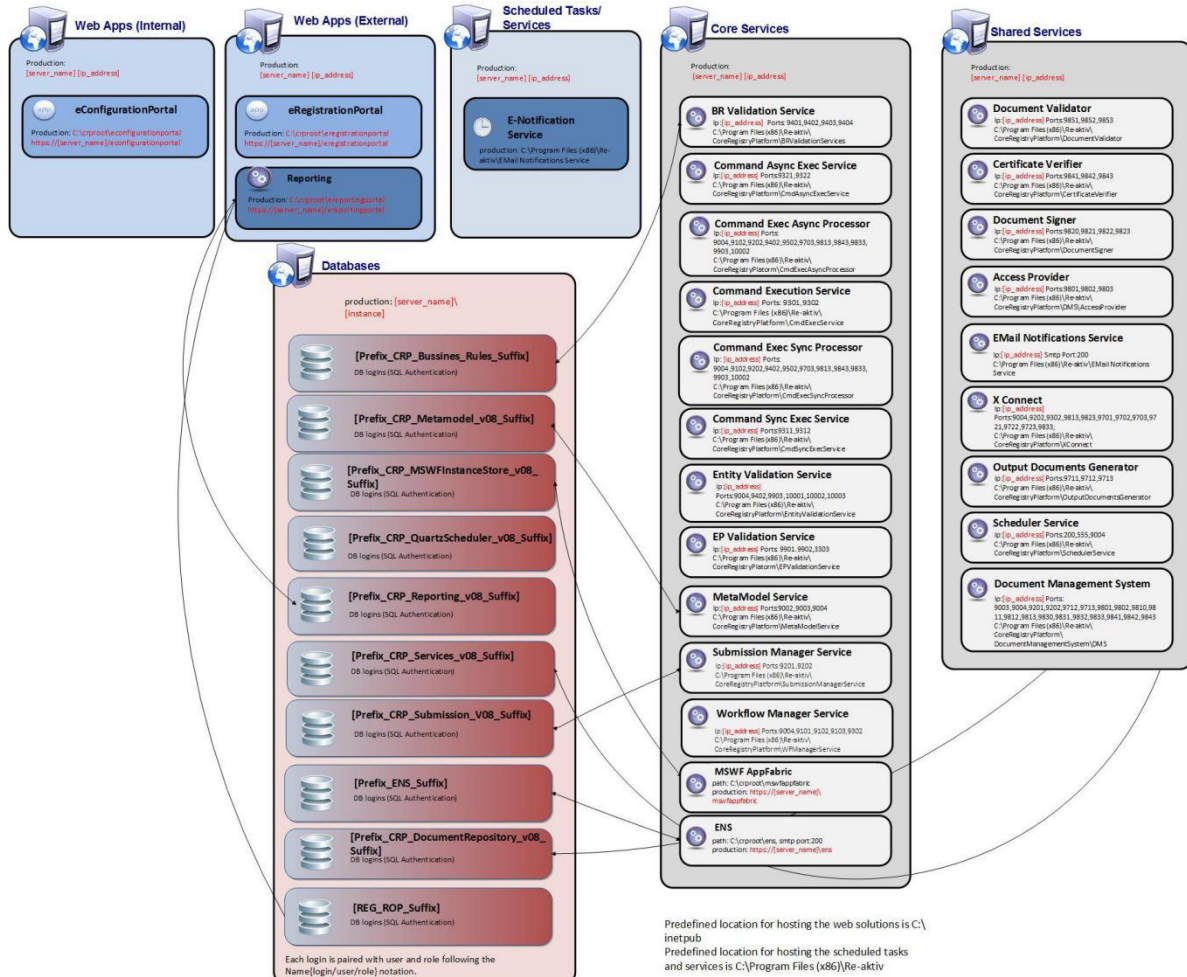 Web Apps (Internal)
Production:
[server_name] [ip_address]
app
eConfigurationPortal
Production: C:\crproot\econfigurationportal
https://[server_name]/econfigurationportal
Web Apps (External)
Production:
[server_name] [ip_address]
app
eRegistrationPortal
Production: C:\crproot\eregistrationportal
https://[server_name]/eregistrationportal
Reporting
Production: C:\crproot\ereportingportal
https://[server_name]/ereportingportal
Scheduled Tasks/
Services
Production:
[server_name] [ip_address]
E-Notification
Service
production: C:\Program Files (x86)\Re-
aktiv\EMail Notifications Service
Databases
production: [server_name]\
[instance]
[Prefix_CRP_Bussines_Rules_Suffix]
DB logins (SQL Authentication)
[Prefix_CRP_Metamodel_v08_Suffix]
DB logins (SQL Authentication)
[Prefix_CRP_MSWFInstanceStore_v08_
Suffix]
DB logins (SQL Authentication)
[Prefix_CRP_QuartzScheduler_v08_Suffix]
DB logins (SQL Authentication)
[Prefix_CRP_Reporting_v08_Suffix]
DB logins (SQL Authentication)
[Prefix_CRP_Services_v08_Suffix]
DB logins (SQL Authentication)
[Prefix_CRP_Submission_V08_Suffix]
DB logins (SQL Authentication)
[Prefix_ENS_Suffix]
DB logins (SQL Authentication)
[Prefix_CRP_DocumentRepository_v08_
Suffix]
DB logins (SQL Authentication)
[REG_ROP_Suffix]
DB logins (SQL Authentication)
Each login is paired with user and role following the
Name{login/user/role} notation.
Core Services
Production:
[server_name] [ip_address]
BR Validation Service
Ip:[ip_address] Ports 9401,9402,9403,9404
C:\Program Files (x86)\Re-aktiv\
CoreRegistryPlatform\BRValidationServices
Command Async Exec Service
Ip:[ip_address] Ports:9321,9322
C:\Program Files (x86)\Re-aktiv\
CoreRegistryPlatform\CmdAsyncExecService
Command Exec Async Processor
Ip:[ip_address] Ports:
9004,9102,9202,9402,9502,9703,9813,9843,9833,
9903,10002
C:\Program Files (x86)\Re-aktiv\
CoreRegistryPlatorm\CmdExecAsyncProcessor
Command Execution Service
Ip:[ip_address] Ports: 9301,9302
C:\Program Files (x86)\Re-aktiv\
CoreRegistryPlatform\CmdExecService
Command Exec Sync Processor
Ip:[ip_address] Ports:
9004,9102,9202,9402,9502,9703,9813,9843,9833,
9903,10002
C:\Program Files (x86)\Re-aktiv\
CoreRegistryPlatform\CmdExecSyncProcessor
Command Sync Exec Service
Ip:[ip_address] Ports:9311,9312
C:\Program Files (x86)\Re-aktiv\
CoreRegistryPlatform\CmdSyncExecService
Entity Validation Service
Ip:[ip_address]
Ports:9004,9402,9903,10001,10002,10003
C:\Program Files (x86)\Re-aktiv\
CoreRegistryPlatform\EntityValidationService
EP Validation Service
Ip:[ip_address] Ports: 9901.9902,3303
C:\Program Files (x86)\Re-aktiv\
CoreRegistryPlatorm\EPValidationService
MetaModel Service
Ip:[ip_address] Ports:9002,9003,9004
C:\Program Files (x86)\Re-aktiv\
CoreRegistryPlatform\MetaModelService
Submission Manager Service
Ip:[ip_address] Ports:9201,9202
C:\Program Files (x86)\Re-aktiv\
CoreRegistryPlatform\SubmissionManagerService
Workflow Manager Service
Ip:[ip_address] Ports:9004,9101,9102,9103,9302
C:\Program Files (x86)\Re-aktiv\
CoreRegistryPlatform\WFManagerService
MSWF AppFabric
path: C:\crproot\mswfappfabric
production: https://[server_name]\
mswfappfabric
ENS
path: C:\crproot\ens, smtp port:200
production: https://[server_name]\ens
Shared Services
Production:
[server_name] [ip_address]
Document Validator
Ip:[ip_address] Ports:9851,9852,9853
C:\Program Files (x86)\Re-aktiv\
CoreRegistryPlatform\DocumentValidator
Certificate Verifier
Ip:[ip_address] Ports:9841,9842,9843
C:\Program Files (x86)\Re-aktiv\
CoreRegistryPlatform\CertificateVerifier
Document Signer
Ip:[ip_address] Ports:9820,9821,9822,9823
C:\Program Files (x86)\Re-aktiv\
CoreRegistryPlatform\DocumentSigner
Access Provider
Ip:[ip_address] Ports:9801,9802,9803
C:\Program Files (x86)\Re-aktiv\
CoreRegistryPlatform\DMS\AccessProvider
EMail Notifications Service
Ip:[ip_address] Smtp Port:200
C:\Program Files (x86)\Re-aktiv\EMail Notifications
Service
X Connect
Ip:[ip_address]
Ports:9004,9202,9302,9813,9823,9701,9702,9703,97
21,9722,9723,9833,
C:\Program Files (x86)\Re-aktiv\
CoreRegistryPlatform\XConnect
Output Documents Generator
Ip:[ip_address] Ports:9711,9712,9713
C:\Program Files (x86)\Re-aktiv\
CoreRegistryPlatform\OutputDocumentsGenerator
Scheduler Service
Ip:[ip_address] Ports:200,555,9004
C:\Program Files (x86)\Re-aktiv\
CoreRegistryPlatform\SchedulerService
Document Management System
Ip:[ip_address] Ports:
9003,9004,9201,9202,9712,9713,9801,9802,9810,98
11,9812,9813,9830,9831,9832,9833,9841,9842,9843
C:\Program Files (x86)\Re-aktiv\
CoreRegistryPlatform\
DocumentManagementSystem\DMS
Predefined location for hosting the web solutions is C:\
inetpub
Predefined location for hosting the scheduled tasks
and services is C:\Program Files (x86)\Re-aktiv